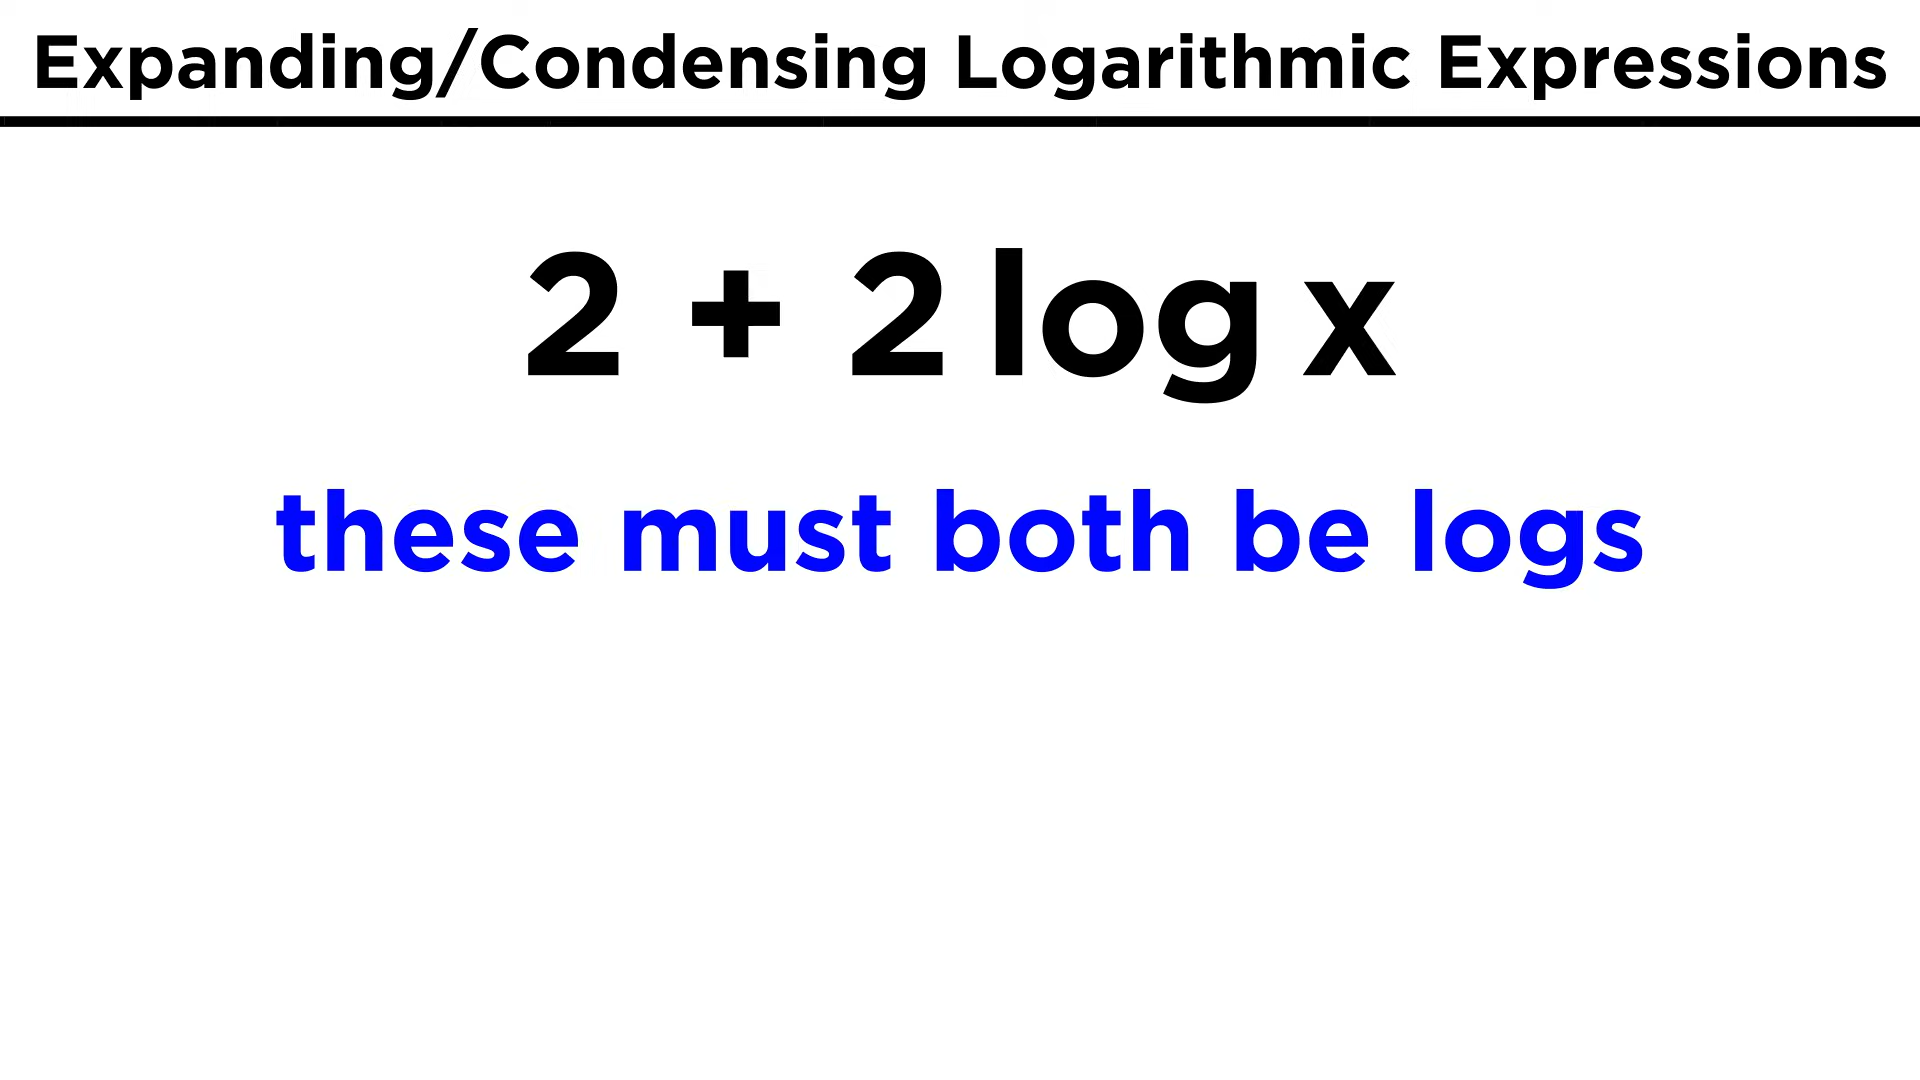 Expanding/Condensing Logarithmic Expressions
2 + 2 log x
these must both be logs